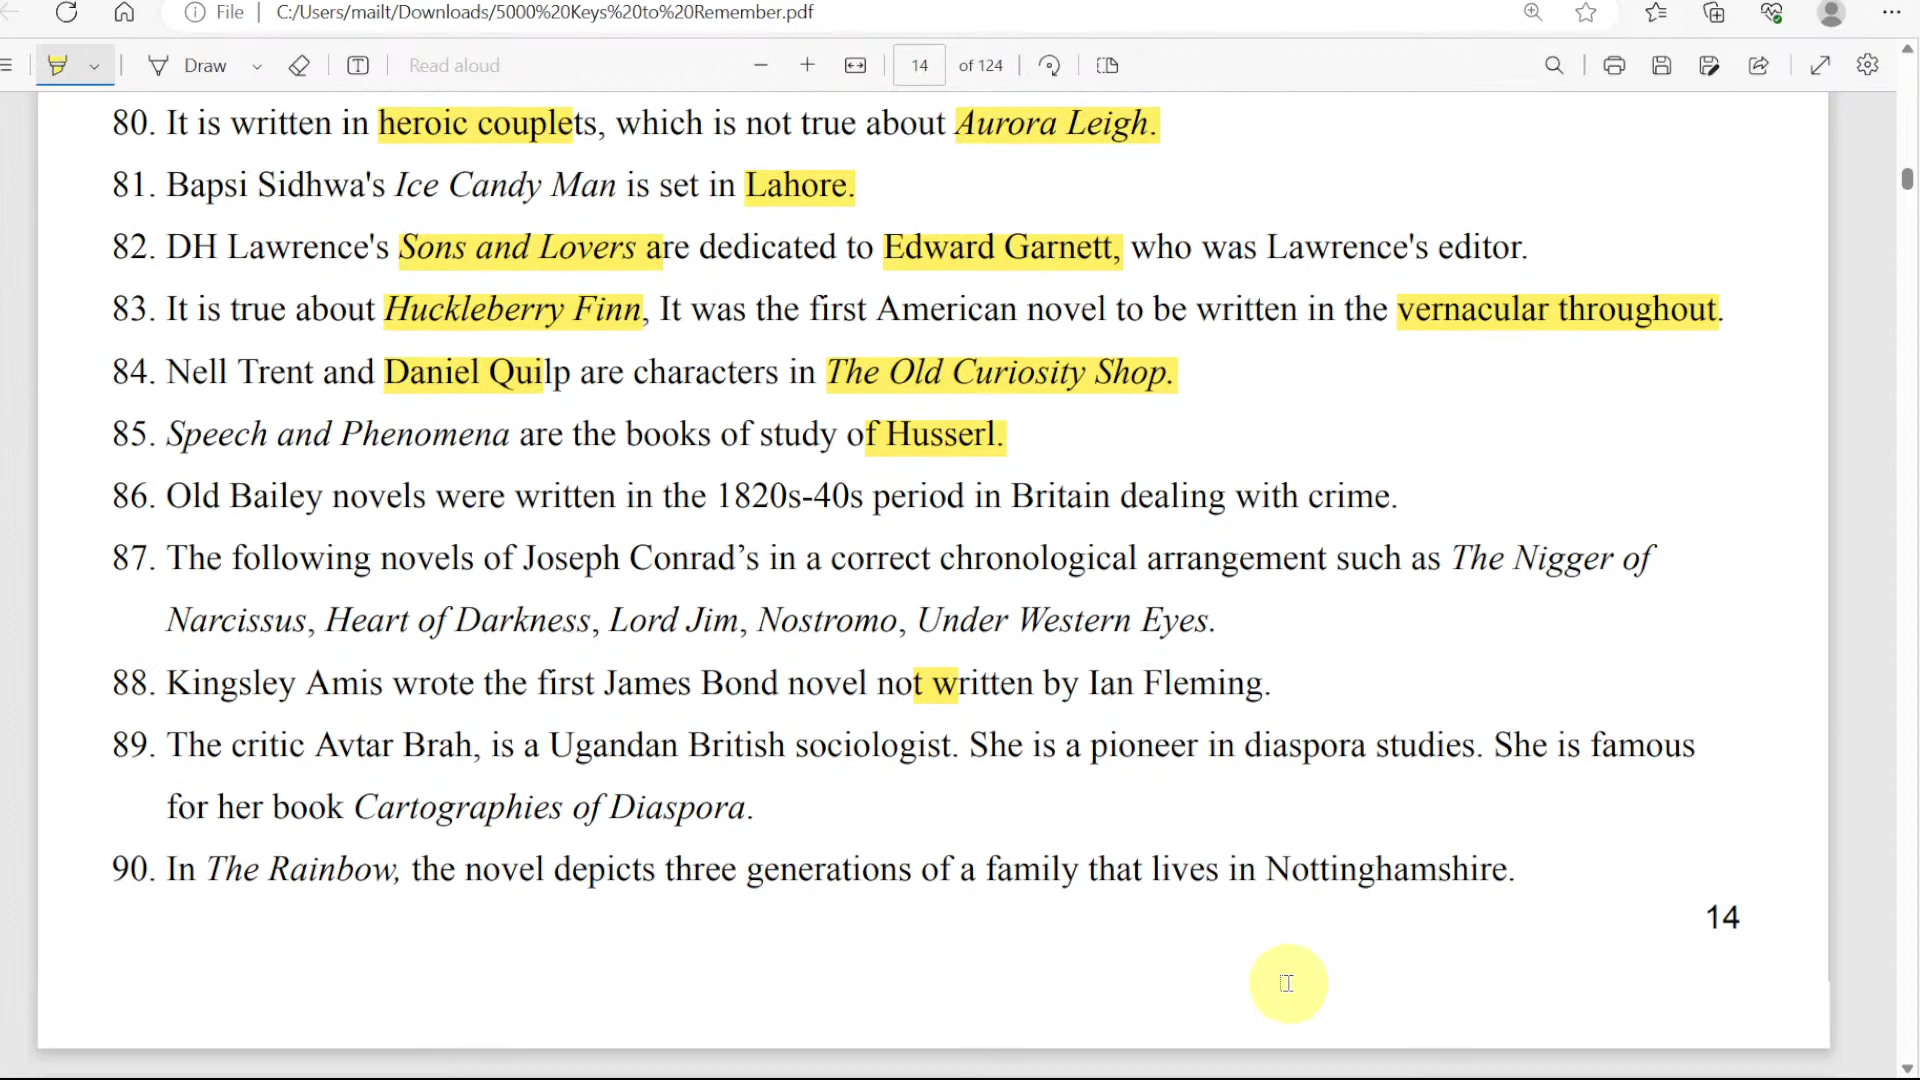 File | C:/Users/mailt/Downloads/5000%20Keys%20to%20Remember.pdf
Draw Read aloud 14 of 124
80. It is written in heroic couplets, which is not true about Aurora Leigh.
81. Bapsi Sidhwa's Ice Candy Man is set in Lahore.
82. DH Lawrence's Sons and Lovers are dedicated to Edward Garnett, who was Lawrence's editor.
83. It is true about Huckleberry Finn, It was the first American novel to be written in the vernacular throughout.
84. Nell Trent and Daniel Quilp are characters in The Old Curiosity Shop.
85. Speech and Phenomena are the books of study of Husserl.
86. Old Bailey novels were written in the 1820s-40s period in Britain dealing with crime.
87. The following novels of Joseph Conrad’s in a correct chronological arrangement such as The Nigger of
Narcissus, Heart of Darkness, Lord Jim, Nostromo, Under Western Eyes.
88. Kingsley Amis wrote the first James Bond novel not written by Ian Fleming.
89. The critic Avtar Brah, is a Ugandan British sociologist. She is a pioneer in diaspora studies. She is famous
for her book Cartographies of Diaspora.
90. In The Rainbow, the novel depicts three generations of a family that lives in Nottinghamshire.
14